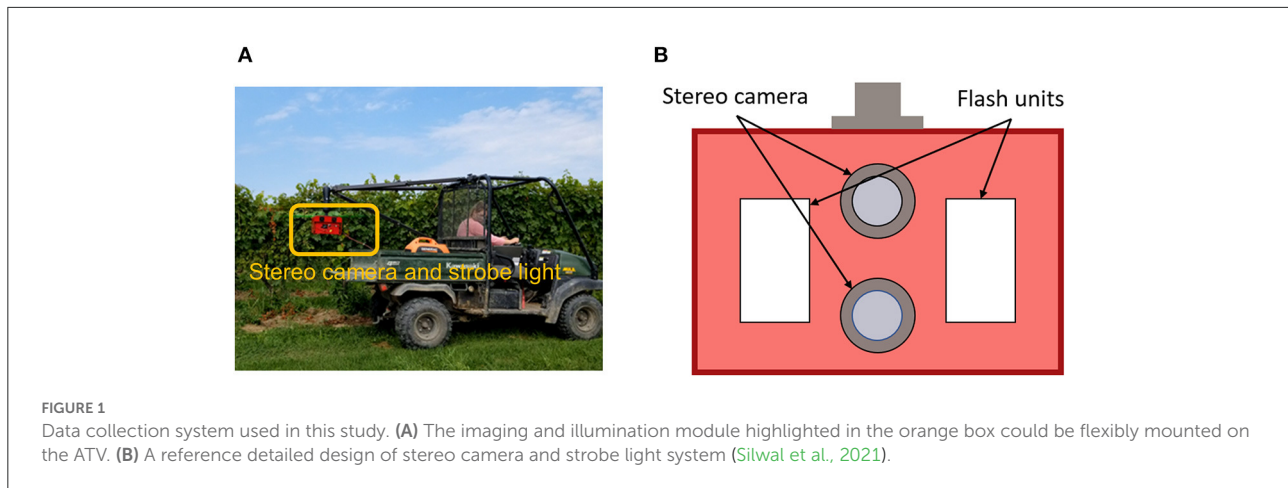 A
B
Stereo camera
Flash units
Stereo camera and strobe light
Kawasaki
FIGURE 1
Data collection system used in this study. (A) The imaging and illumination module highlighted in the orange box could be flexibly mounted on
the ATV. (B) A reference detailed design of stereo camera and strobe light system (Silwal et al., 2021).